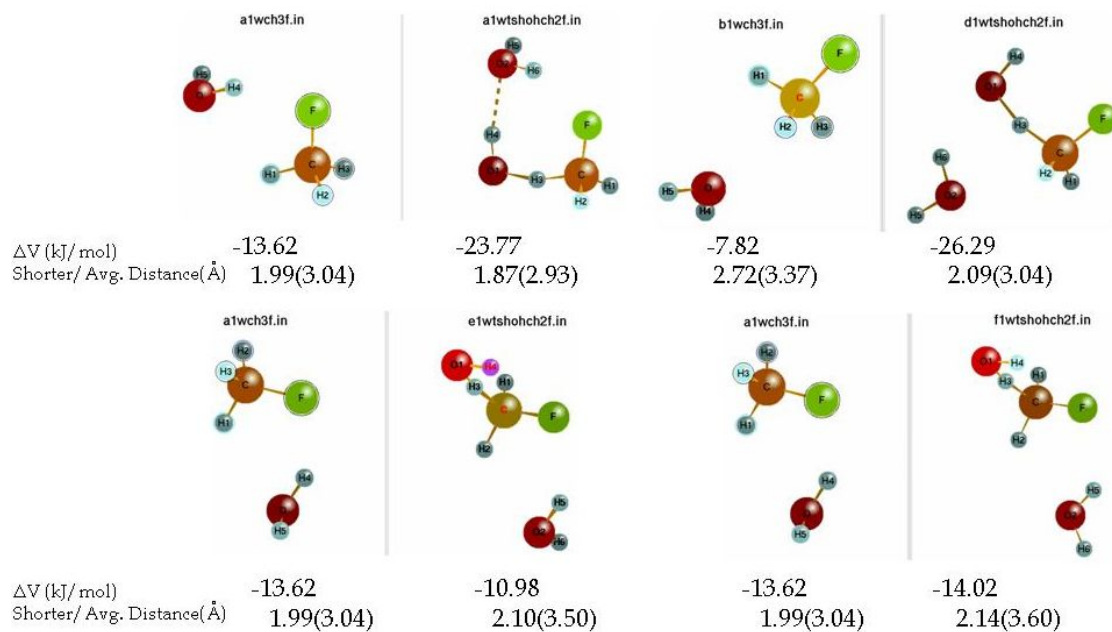 a1wch3f.in a1wtshohch2f.in b1wch3f.in d1wtshohch2f.in
H5 O H4 F C H1 H3 H2
H5 O2 H6 H4 O1 H3 F C H1 H2
F H1 C H2 H3 H5 O H4
H4 O1 H3 F C H2 H1 H6 O2 H5
ΔV (kJ/ mol) -13.62 -23.77 -7.82 -26.29
Shorter/ Avg. Distance(Å) 1.99(3.04) 1.87(2.93) 2.72(3.37) 2.09(3.04)
a1wch3f.in e1wtshohch2f.in a1wch3f.in f1wtshohch2f.in
H2 H3 C F H1 H4 O H5
O1 H4 H3 H1 C F H2 H5 O2 H6
H2 H3 C F H1 H4 O H5
O1 H4 H3 H1 C F H2 H5 O2 H6
ΔV (kJ/ mol) -13.62 -10.98 -13.62 -14.02
Shorter/ Avg. Distance(Å) 1.99(3.04) 2.10(3.50) 1.99(3.04) 2.14(3.60)